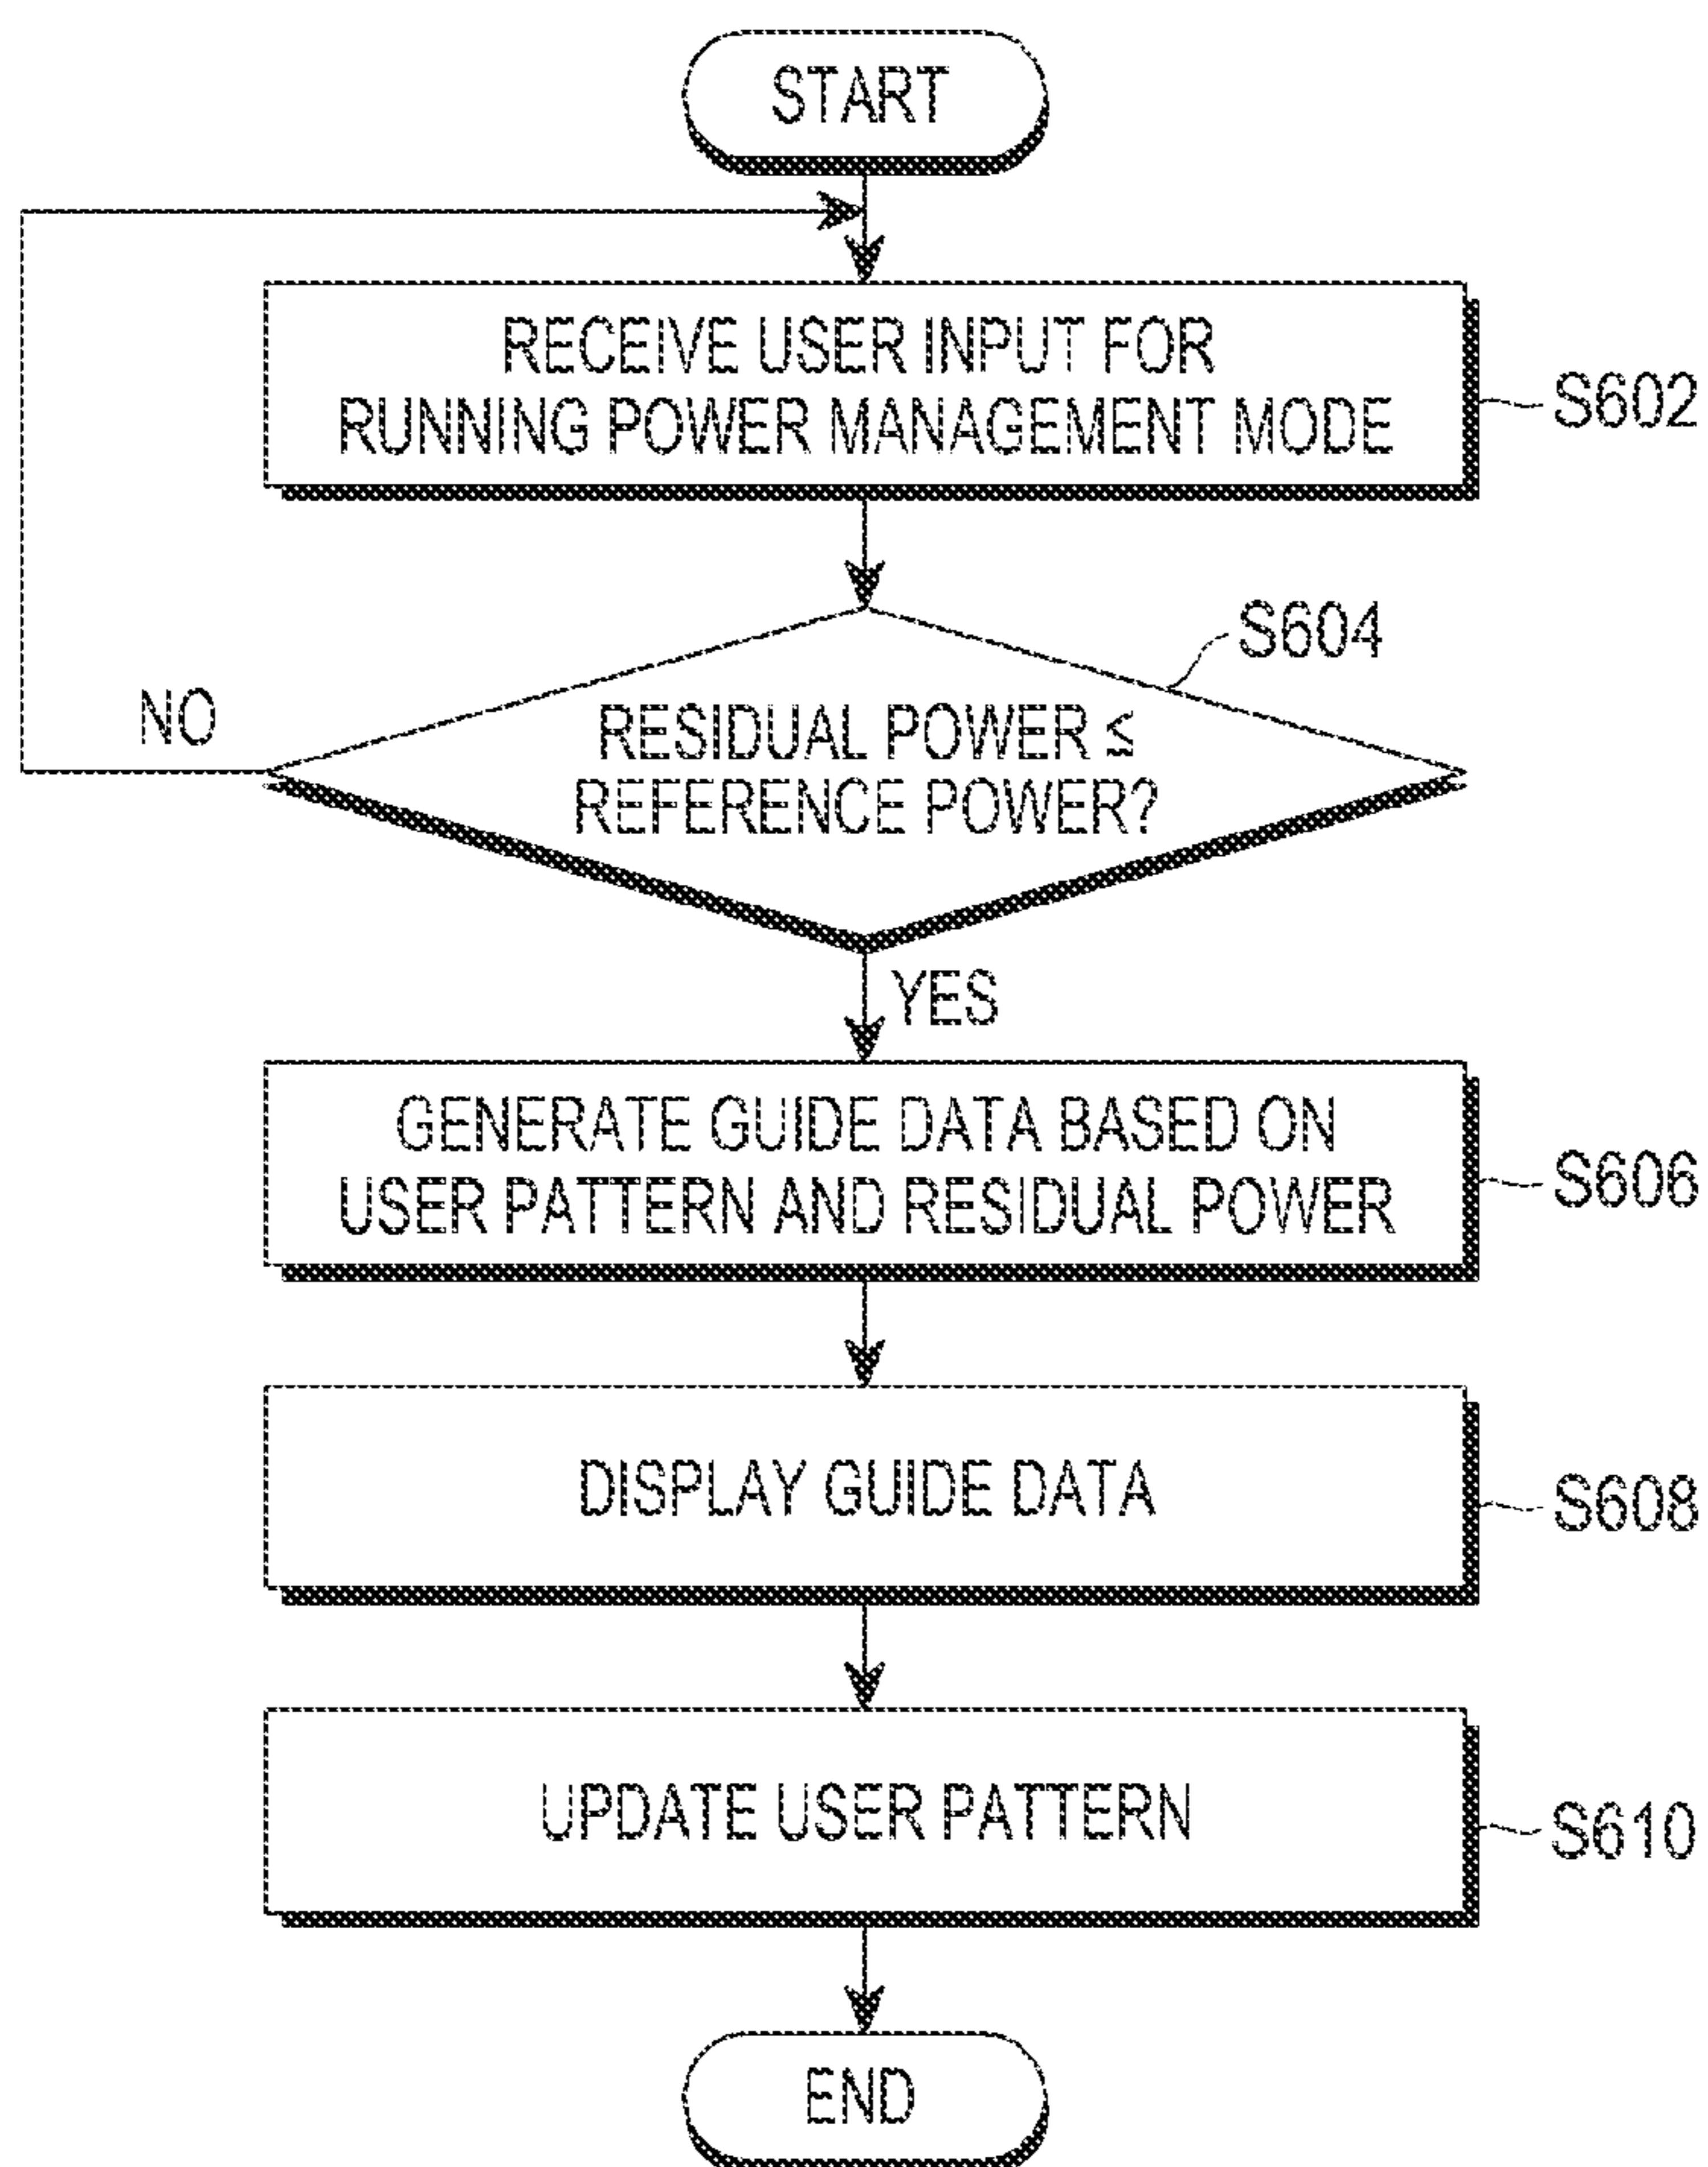 START
RECEIVE USER INPUT FOR
RUNNING POWER MANAGEMENT MODE
S602
S604
NO
RESIDUAL POWER ≤
REFERENCE POWER?
YES
GENERATE GUIDE DATA BASED ON
USER PATTERN AND RESIDUAL POWER
S606
DISPLAY GUIDE DATA
S608
UPDATE USER PATTERN
S610
END